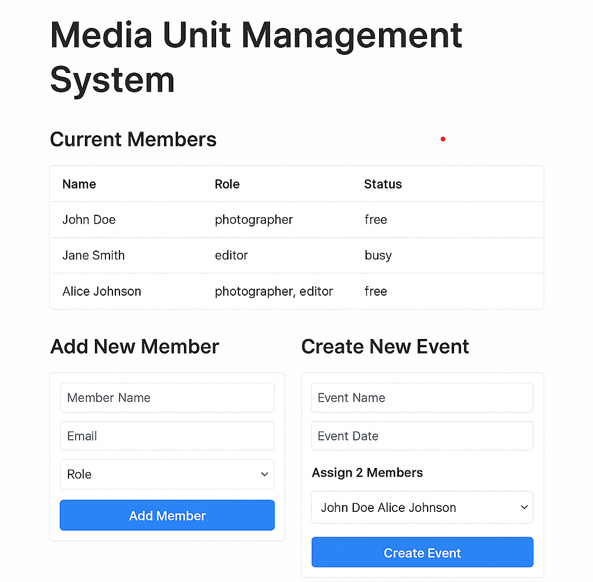 Media Unit Management
System
Current Members
Name Role Status
John Doe photographer free
Jane Smith editor busy
Alice Johnson photographer, editor free
Add New Member
Member Name
Email
Role
Add Member
Create New Event
Event Name
Event Date
Assign 2 Members
John Doe Alice Johnson
Create Event